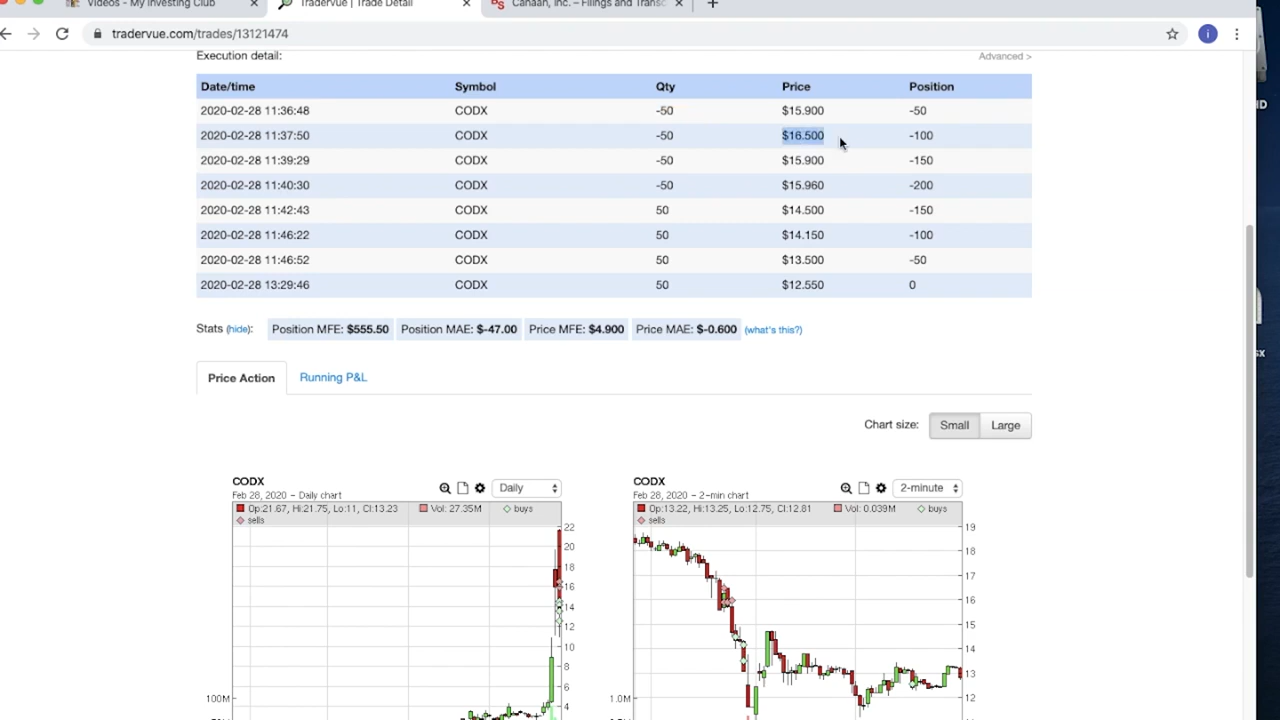 Videos - My Investing Club
Tradervue | Trade Detail
Canaan, Inc. – Filings and Transc
tradervue.com/trades/13121474
i
Execution detail:
Advanced >
Date/time Symbol Qty Price Position
2020-02-28 11:36:48 CODX -50 $15.900 -50
2020-02-28 11:37:50 CODX -50 $16.500 -100
2020-02-28 11:39:29 CODX -50 $15.900 -150
2020-02-28 11:40:30 CODX -50 $15.960 -200
2020-02-28 11:42:43 CODX 50 $14.500 -150
2020-02-28 11:46:22 CODX 50 $14.150 -100
2020-02-28 11:46:52 CODX 50 $13.500 -50
2020-02-28 13:29:46 CODX 50 $12.550 0
Stats (hide): Position MFE: $555.50 Position MAE: $-47.00 Price MFE: $4.900 Price MAE: $-0.600 (what's this?)
Price Action Running P&L
Chart size: Small Large
CODX
Feb 28, 2020 – Daily chart
Daily
Op:21.67, Hi:21.75, Lo:11, Cl:13.23 Vol: 27.35M buys
sells
22
20
18
16
14
12
10
8
6
4
100M
CODX
Feb 28, 2020 – 2-min chart
2-minute
Op:13.22, Hi:13.25, Lo:12.75, Cl:12.81 Vol: 0.039M buys
sells
19
18
17
16
15
14
13
12
1.0M